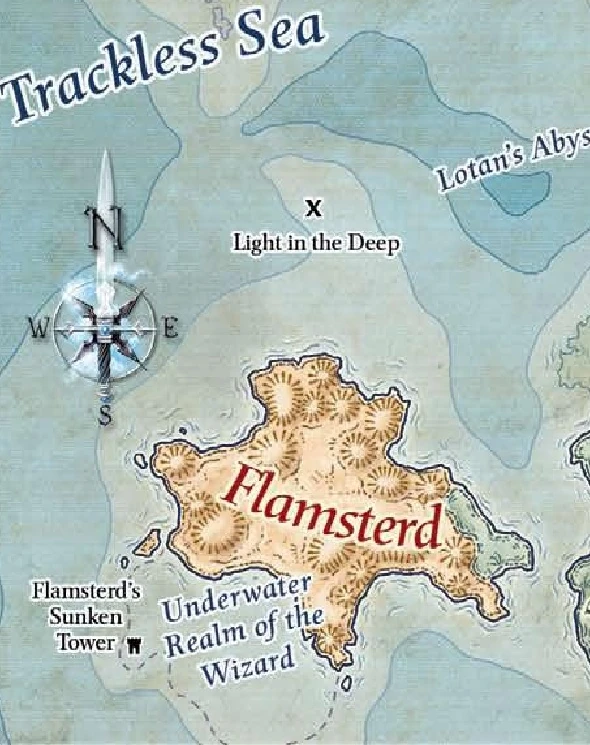 Trackless Sea
Lotan's Abys
X
Light in the Deep
N
W
E
S
Flamsterd
Flamsterd's
Sunken
Tower
Underwater
Realm of the
Wizard